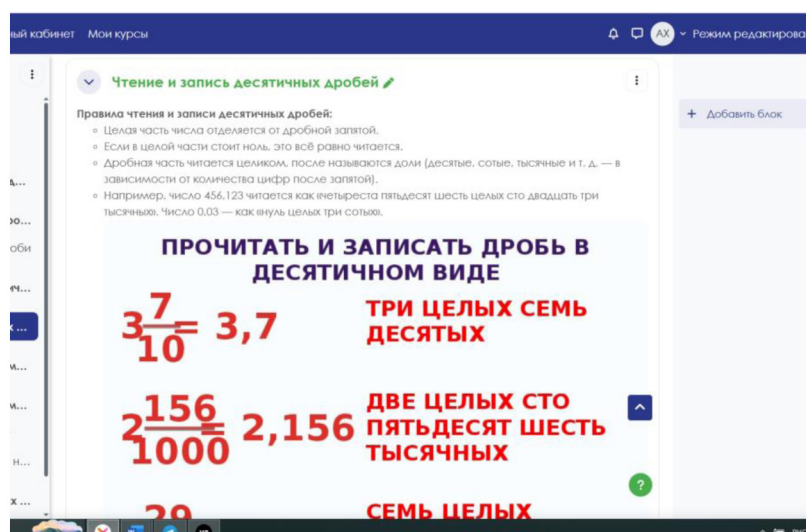 ный кабинет Мои курсы
АХ Режим редактирова
Чтение и запись десятичных дробей
Правила чтения и записи десятичных дробей:
Целая часть числа отделяется от дробной запятой.
Если в целой части стоит ноль, это всё равно читается.
Дробная часть читается целиком, после называются доли (десятые, сотые, тысячные и т. д. — в
зависимости от количества цифр после запятой).
Например, число 456,123 читается как «четыреста пятьдесят шесть целых сто двадцать три
тысячных». Число 0,03 — как «нуль целых три сотых».
+ Добавить блок
ро...
оби
ич...
х ...
м...
м...
н...
х ...
ПРОЧИТАТЬ И ЗАПИСАТЬ ДРОБЬ В
ДЕСЯТИЧНОМ ВИДЕ
3 7/10 = 3,7
ТРИ ЦЕЛЫХ СЕМЬ
ДЕСЯТЫХ
2 156/1000 = 2,156
ДВЕ ЦЕЛЫХ СТО
ПЯТЬДЕСЯТ ШЕСТЬ
ТЫСЯЧНЫХ
29
СЕМЬ ЦЕЛЫХ
?